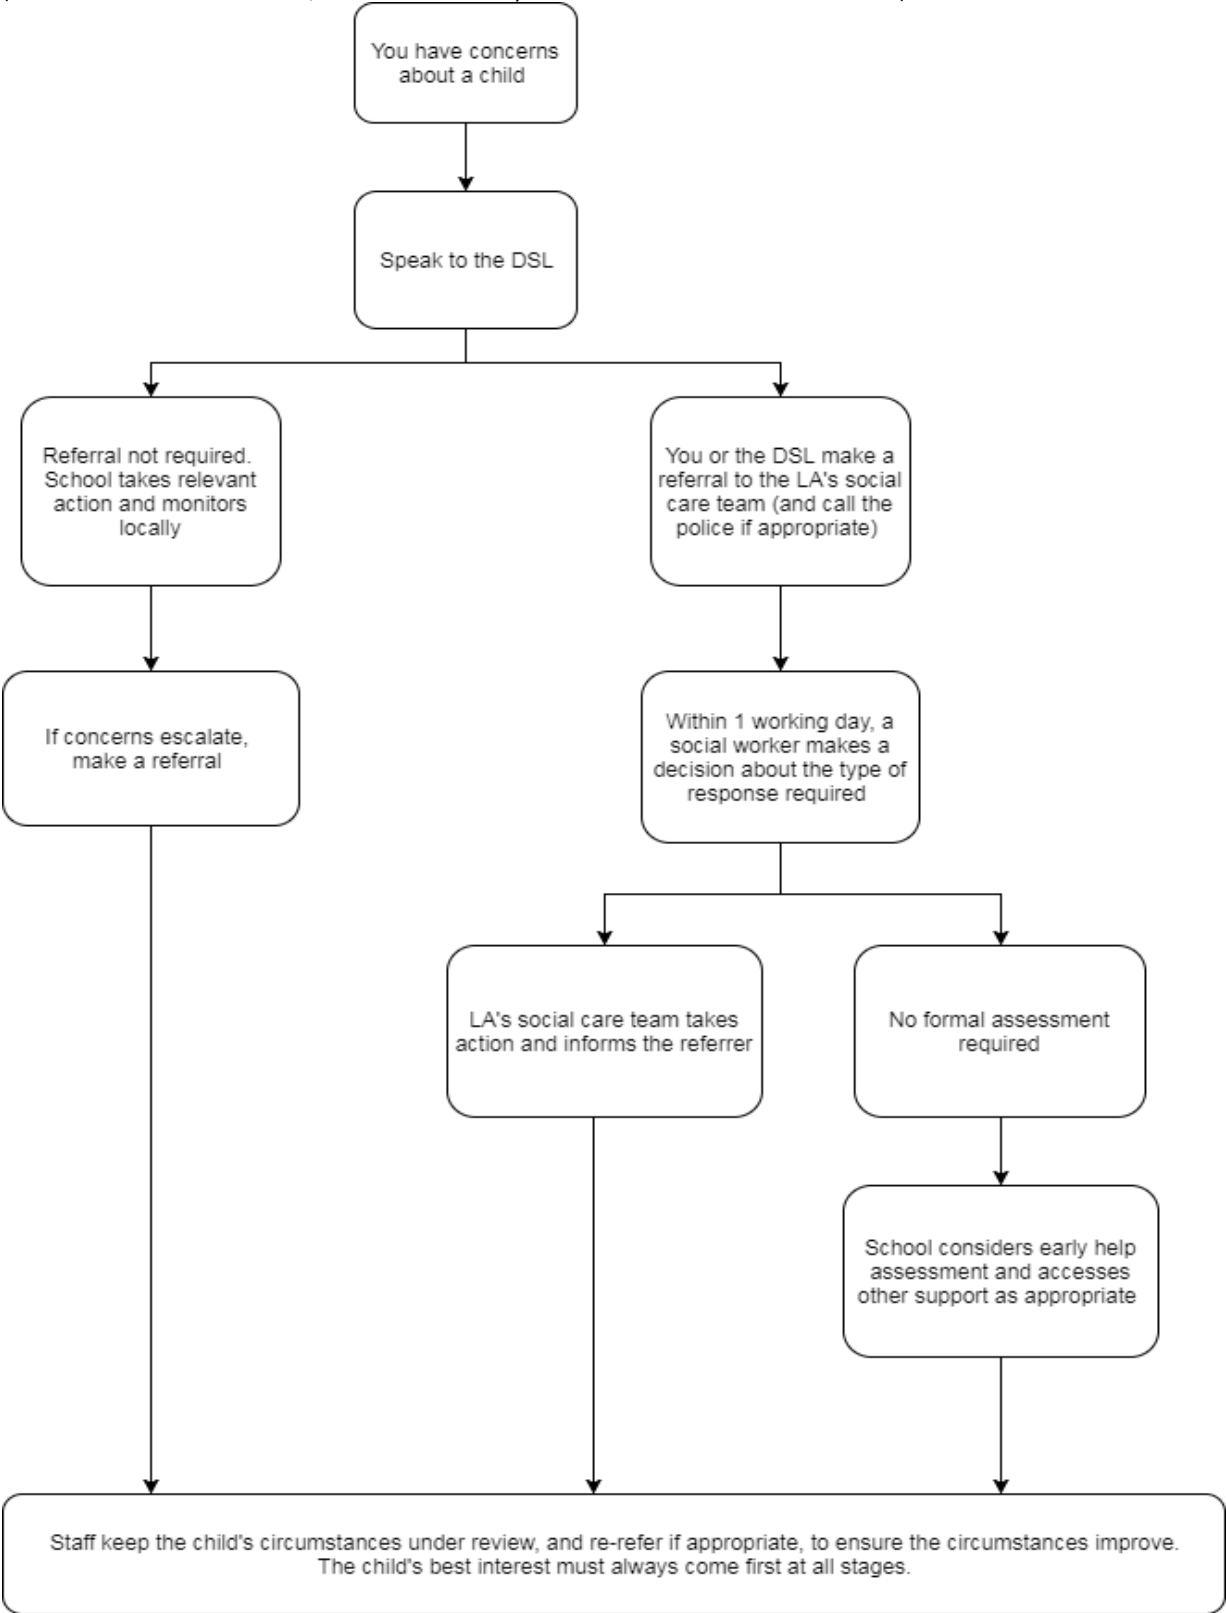 You have concerns
about a child
Speak to the DSL
Referral not required.
School takes relevant
action and monitors
locally
You or the DSL make a
referral to the LA's social
care team (and call the
police if appropriate)
If concerns escalate,
make a referral
Within 1 working day, a
social worker makes a
decision about the type of
response required
LA's social care team takes
action and informs the referrer
No formal assessment
required
School considers early help
assessment and accesses
other support as appropriate
Staff keep the child's circumstances under review, and re-refer if appropriate, to ensure the circumstances improve.
The child's best interest must always come first at all stages.